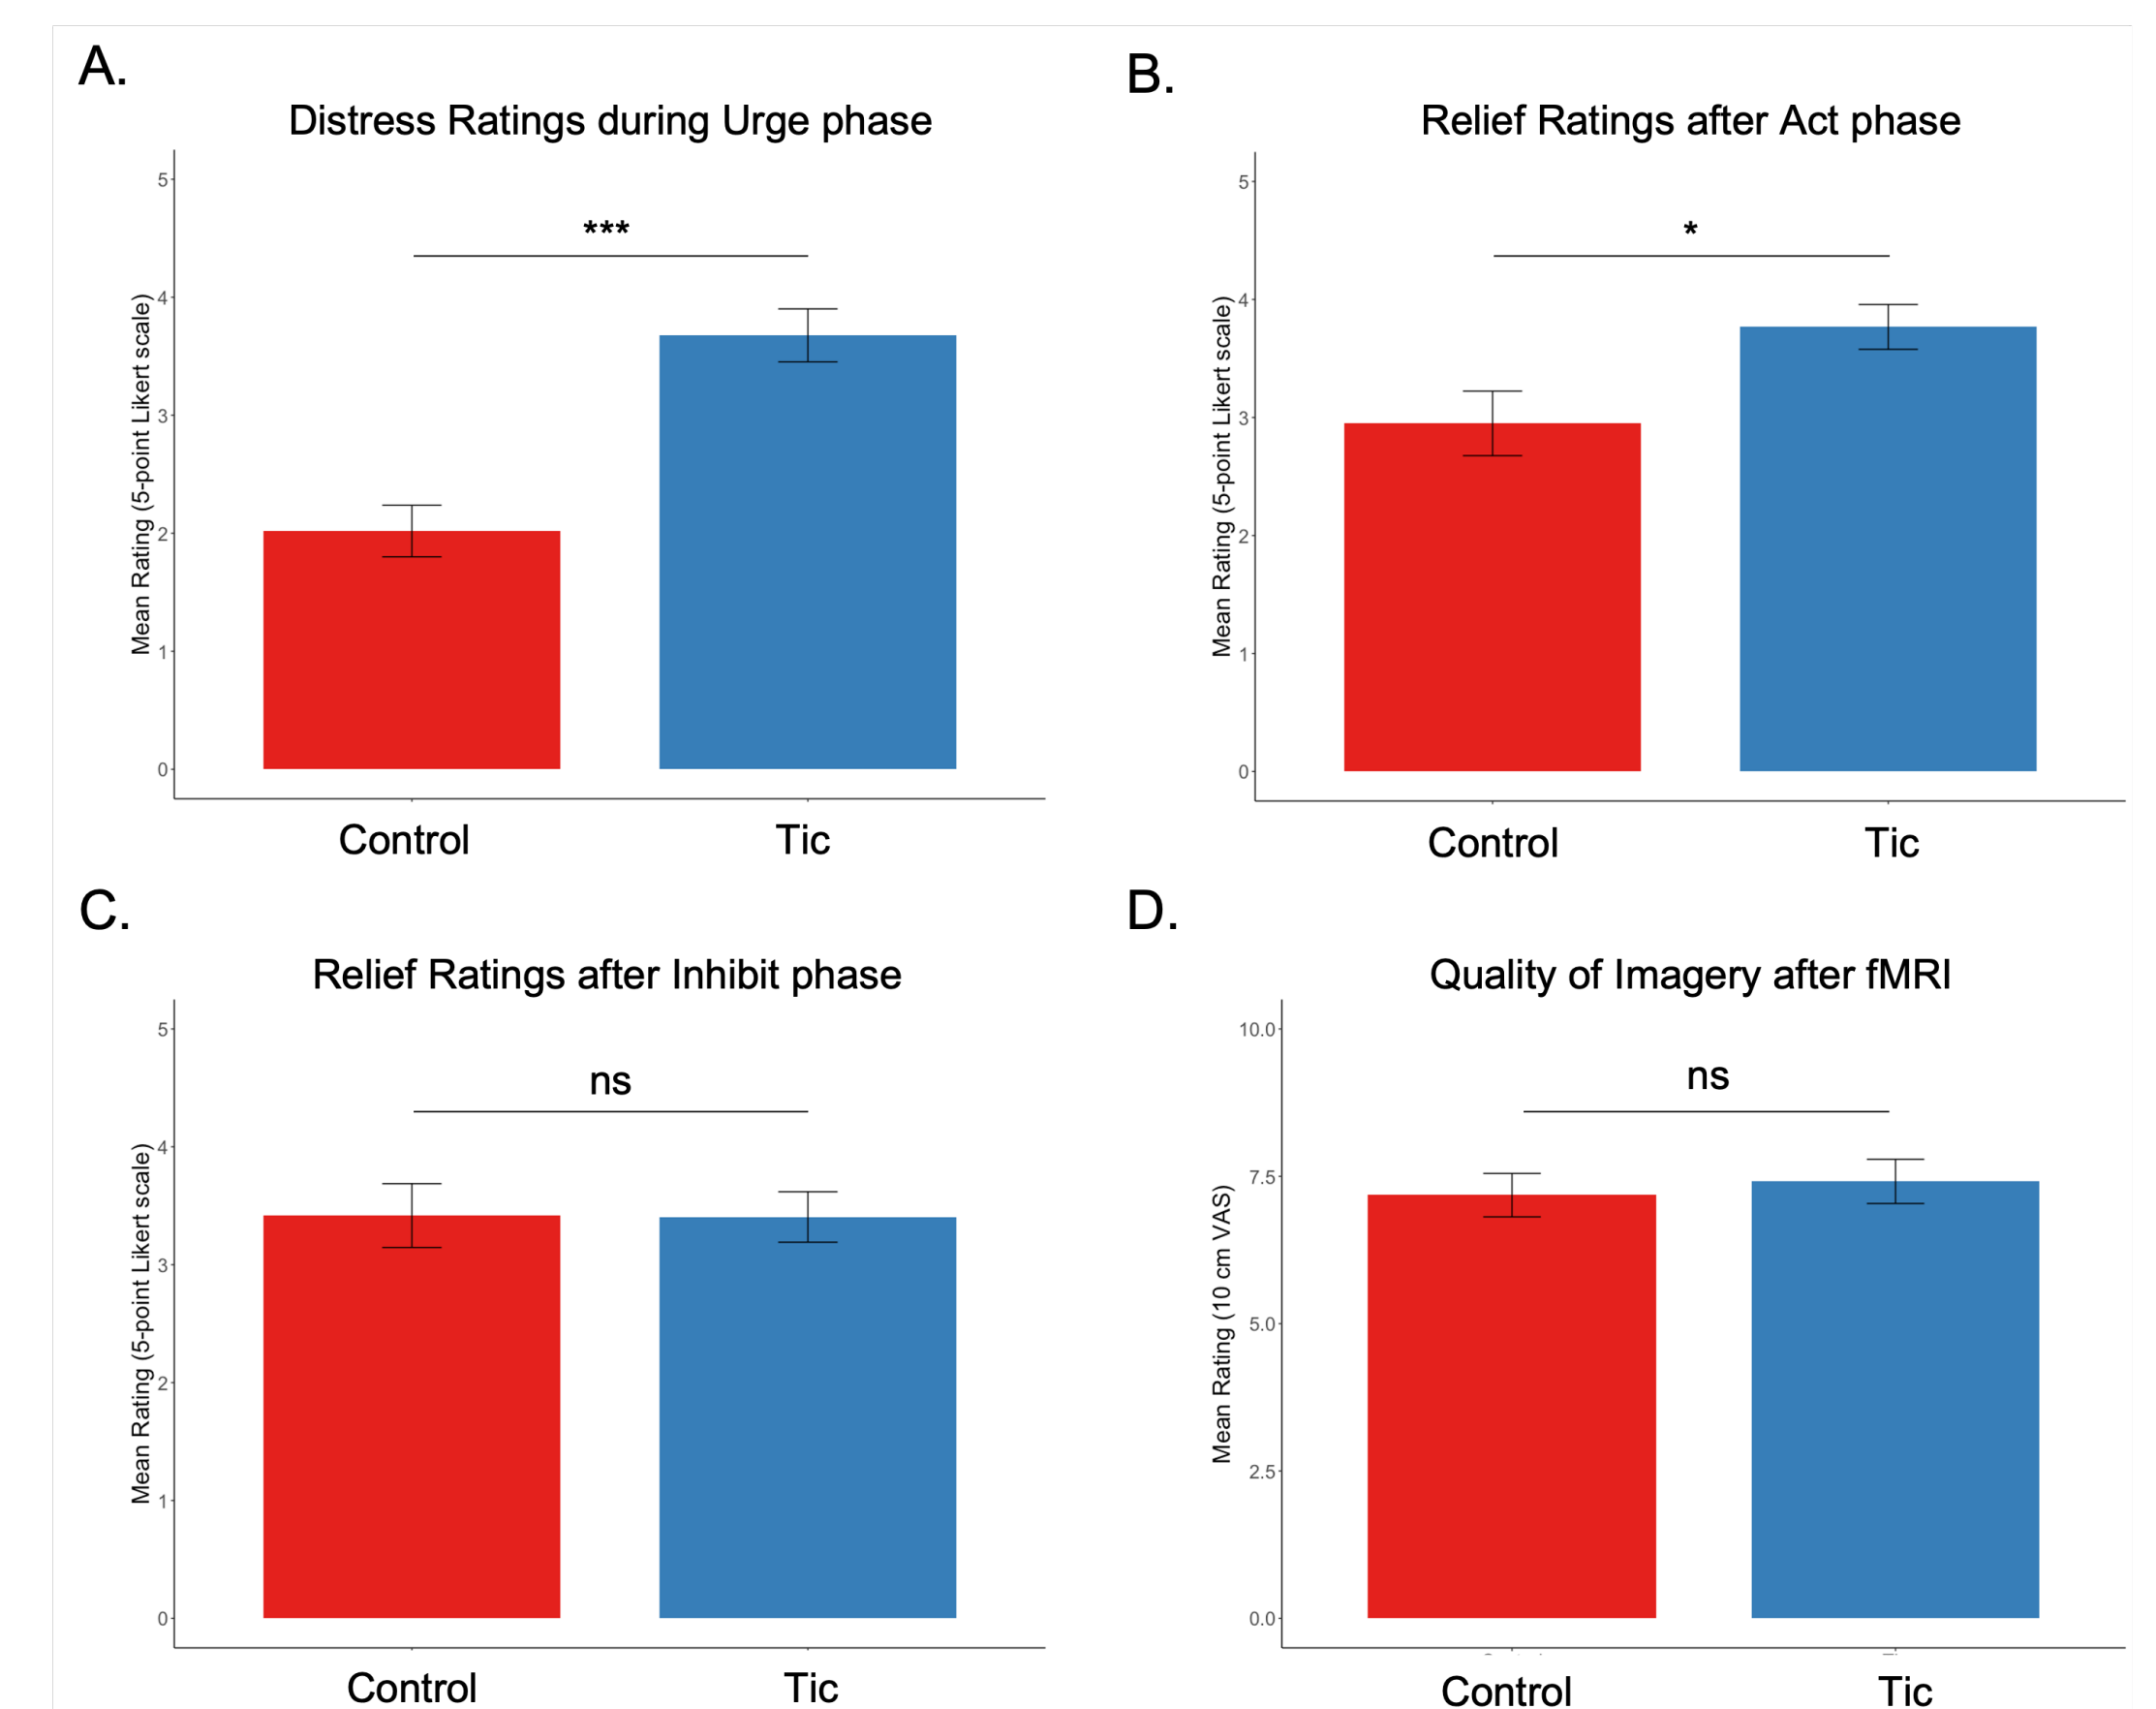 A.
Distress Ratings during Urge phase
Mean Rating (5-point Likert scale)
5
4
3
2
1
0
***
Control Tic
B.
Relief Ratings after Act phase
Mean Rating (5-point Likert scale)
5
4
3
2
1
0
*
Control Tic
C.
Relief Ratings after Inhibit phase
Mean Rating (5-point Likert scale)
5
4
3
2
1
0
ns
Control Tic
D.
Quality of Imagery after fMRI
Mean Rating (10 cm VAS)
10.0
7.5
5.0
2.5
0.0
ns
Control Tic